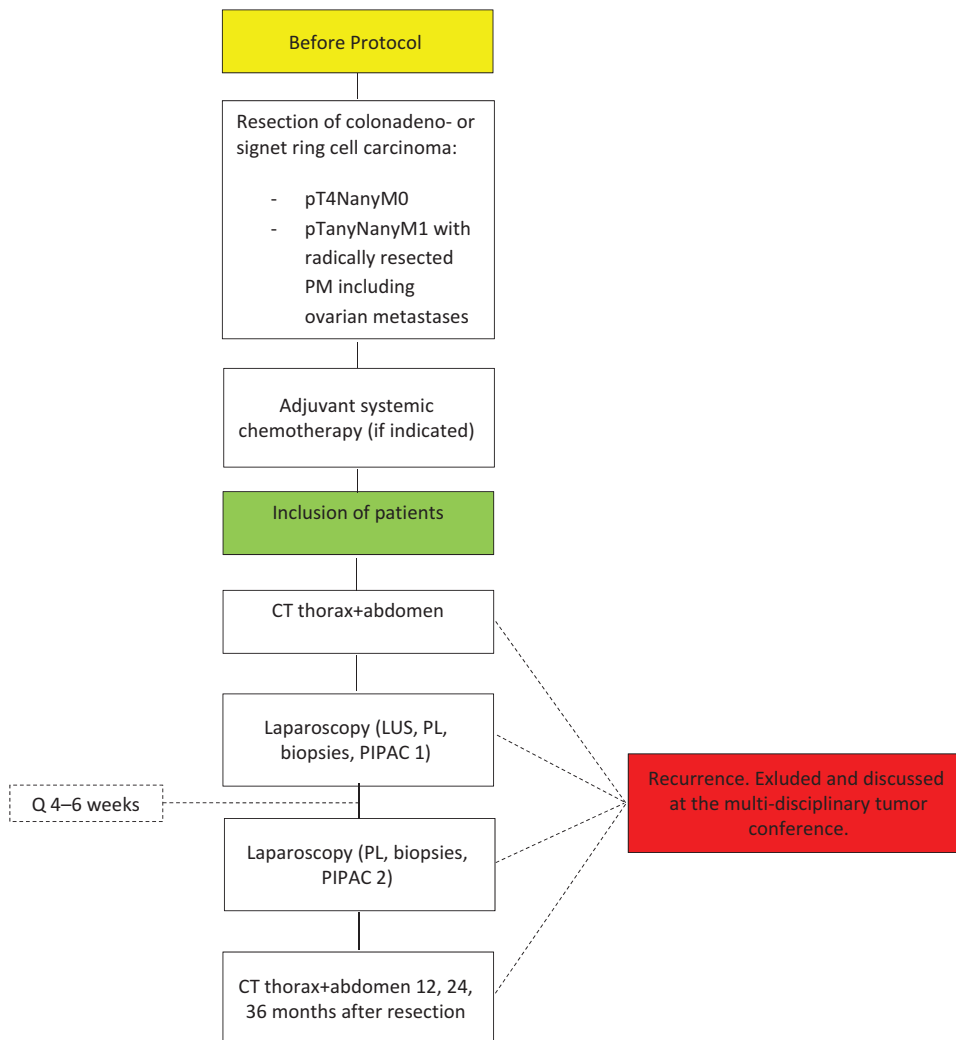 Before Protocol
Resection of colonadeno- or
signet ring cell carcinoma:
- pT4NanyM0
- pTanyNanyM1 with
radically resected
PM including
ovarian metastases
Adjuvant systemic
chemotherapy (if indicated)
Inclusion of patients
CT thorax+abdomen
Laparoscopy (LUS, PL,
biopsies, PIPAC 1)
Recurrence. Exluded and discussed
at the multi-disciplinary tumor
conference.
Q 4–6 weeks
Laparoscopy (PL, biopsies,
PIPAC 2)
CT thorax+abdomen 12, 24,
36 months after resection